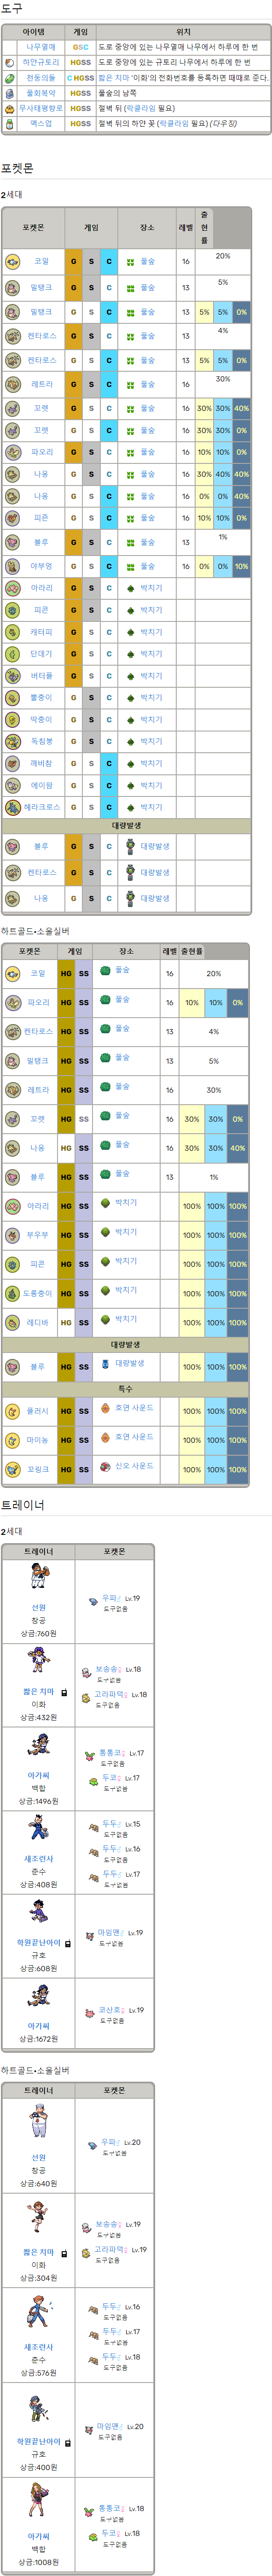 도구
아이템 게임 위치
나무열매 GSC 도로 중앙에 있는 나무열매 나무에서 하루에 한 번
하얀규토리 HGSS 도로 중앙에 있는 규토리 나무에서 하루에 한 번
천둥의돌 C HGSS 짧은 치마 '이화'의 전화번호를 등록하면 때때로 준다.
풀회복약 HGSS 풀숲의 남쪽
무사태평향로 HGSS 절벽 뒤 (락클라임 필요)
맥스업 HGSS 절벽 뒤의 하얀 꽃 (락클라임 필요) (다우징)
포켓몬
2세대
포켓몬 게임 장소 레벨 출현률
코일 G S C 풀숲 16 20%
밀탱크 G S C 풀숲 13 5%
밀탱크 G S C 풀숲 13 5% 5% 0%
켄타로스 G S C 풀숲 13 4%
켄타로스 G S C 풀숲 13 5% 5% 0%
레트라 G S C 풀숲 16 30%
꼬렛 G S C 풀숲 16 30% 30% 40%
꼬렛 G S C 풀숲 16 30% 30% 0%
파오리 G S C 풀숲 16 10% 10% 0%
나옹 G S C 풀숲 16 30% 40% 40%
나옹 G S C 풀숲 16 0% 0% 40%
피죤 G S C 풀숲 16 10% 10% 0%
블루 G S C 풀숲 13 1%
야부엉 G S C 풀숲 16 0% 0% 10%
아라리 G S C 박치기
피콘 G S C 박치기
캐터피 G S C 박치기
단데기 G S C 박치기
버터플 G S C 박치기
뿔충이 G S C 박치기
딱충이 G S C 박치기
독침붕 G S C 박치기
깨비참 G S C 박치기
에이팜 G S C 박치기
헤라크로스 G S C 박치기
대량발생
블루 G S C 대량발생
켄타로스 G S C 대량발생
나옹 G S C 대량발생
하트골드•소울실버
포켓몬 게임 장소 레벨 출현률
코일 HG SS 풀숲 16 20%
파오리 HG SS 풀숲 16 10% 10% 0%
켄타로스 HG SS 풀숲 13 4%
밀탱크 HG SS 풀숲 13 5%
레트라 HG SS 풀숲 16 30%
꼬렛 HG SS 풀숲 16 30% 30% 0%
나옹 HG SS 풀숲 16 30% 30% 40%
블루 HG SS 풀숲 13 1%
아라리 HG SS 박치기 100% 100% 100%
부우부 HG SS 박치기 100% 100% 100%
피콘 HG SS 박치기 100% 100% 100%
도롱충이 HG SS 박치기 100% 100% 100%
레디바 HG SS 박치기 100% 100% 100%
대량발생
블루 HG SS 대량발생 100% 100% 100%
특수
플러시 HG SS 호연 사운드 100% 100% 100%
마이농 HG SS 호연 사운드 100% 100% 100%
꼬링크 HG SS 신오 사운드 100% 100% 100%
트레이너
2세대
트레이너 포켓몬
선원
창공
상금:760원
우파♂ Lv.19
도구없음
짧은 치마
이화
상금:432원
보송송♀ Lv.18
도구없음
고라파덕♀ Lv.18
도구없음
아가씨
백합
상금:1496원
통통코♀ Lv.17
도구없음
두코♀ Lv.17
도구없음
새조련사
준수
상금:408원
두두♂ Lv.15
도구없음
두두♂ Lv.16
도구없음
두두♂ Lv.17
도구없음
학원끝난아이
규호
상금:608원
마임맨♂ Lv.19
도구없음
아가씨
상금:1672원
코산호♀ Lv.19
도구없음
하트골드•소울실버
트레이너 포켓몬
선원
창공
상금:640원
우파♂ Lv.20
도구없음
짧은 치마
이화
상금:304원
보송송♀ Lv.19
도구없음
고라파덕♀ Lv.19
도구없음
새조련사
준수
상금:576원
두두♂ Lv.16
도구없음
두두♂ Lv.17
도구없음
두두♂ Lv.18
도구없음
학원끝난아이
규호
상금:400원
마임맨♂ Lv.20
도구없음
아가씨
백합
상금:1008원
통통코♀ Lv.18
도구없음
두코♀ Lv.18
도구없음